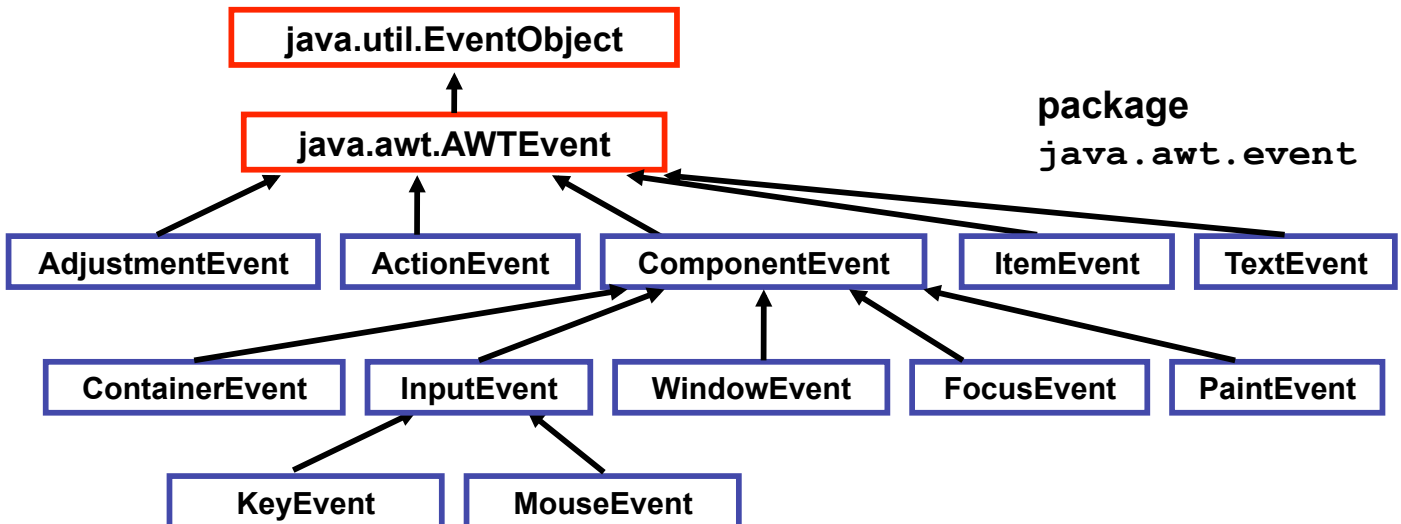 java.util.EventObject
package
java.awt.AWTEvent
java.awt.event
AdjustmentEvent
ActionEvent
ComponentEvent
ItemEvent
TextEvent
ContainerEvent
InputEvent
WindowEvent
FocusEvent
PaintEvent
KeyEvent
MouseEvent